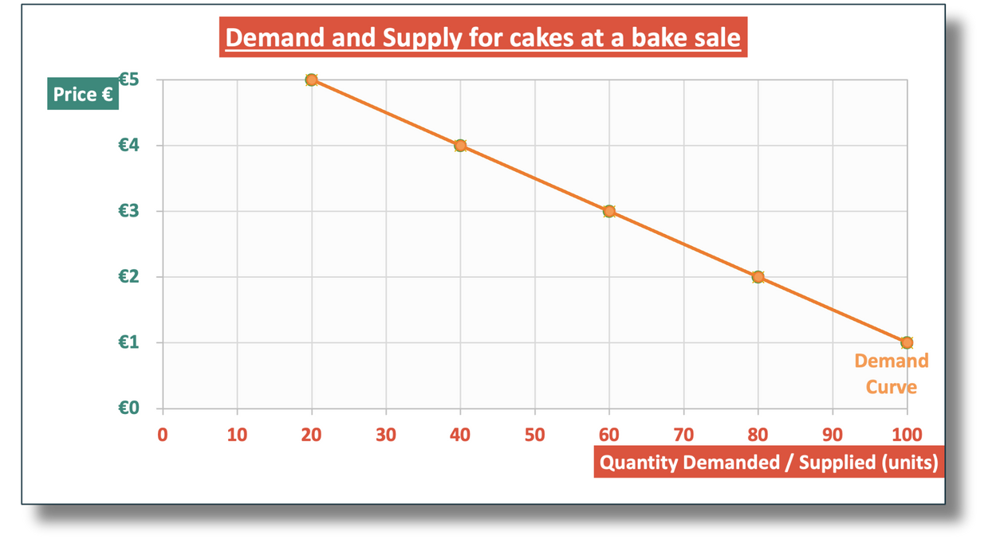 Demand and Supply for cakes at a bake sale
Price €
€5
€4
€3
€2
€1
€0
Demand
Curve
0 10 20 30 40 50 60 70 80 90 100
Quantity Demanded / Supplied (units)